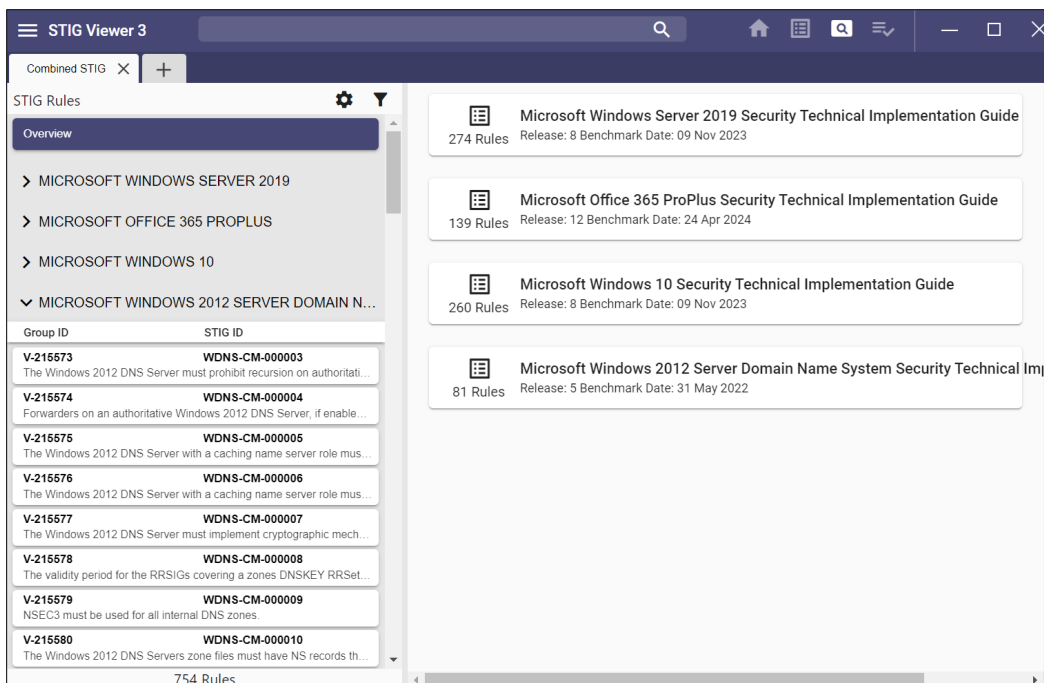 STIG Viewer 3
Combined STIG
STIG Rules
Overview
MICROSOFT WINDOWS SERVER 2019
MICROSOFT OFFICE 365 PROPLUS
MICROSOFT WINDOWS 10
MICROSOFT WINDOWS 2012 SERVER DOMAIN N...
Group ID STIG ID
V-215573 WDNS-CM-000003
The Windows 2012 DNS Server must prohibit recursion on authoritati...
V-215574 WDNS-CM-000004
Forwarders on an authoritative Windows 2012 DNS Server, if enable...
V-215575 WDNS-CM-000005
The Windows 2012 DNS Server with a caching name server role mus...
V-215576 WDNS-CM-000006
The Windows 2012 DNS Server with a caching name server role mus...
V-215577 WDNS-CM-000007
The Windows 2012 DNS Server must implement cryptographic mech...
V-215578 WDNS-CM-000008
The validity period for the RRSIGs covering a zones DNSKEY RRSet...
V-215579 WDNS-CM-000009
NSEC3 must be used for all internal DNS zones.
V-215580 WDNS-CM-000010
The Windows 2012 DNS Servers zone files must have NS records th...
754 Rules
Microsoft Windows Server 2019 Security Technical Implementation Guide
274 Rules Release: 8 Benchmark Date: 09 Nov 2023
Microsoft Office 365 ProPlus Security Technical Implementation Guide
139 Rules Release: 12 Benchmark Date: 24 Apr 2024
Microsoft Windows 10 Security Technical Implementation Guide
260 Rules Release: 8 Benchmark Date: 09 Nov 2023
Microsoft Windows 2012 Server Domain Name System Security Technical Imp
81 Rules Release: 5 Benchmark Date: 31 May 2022